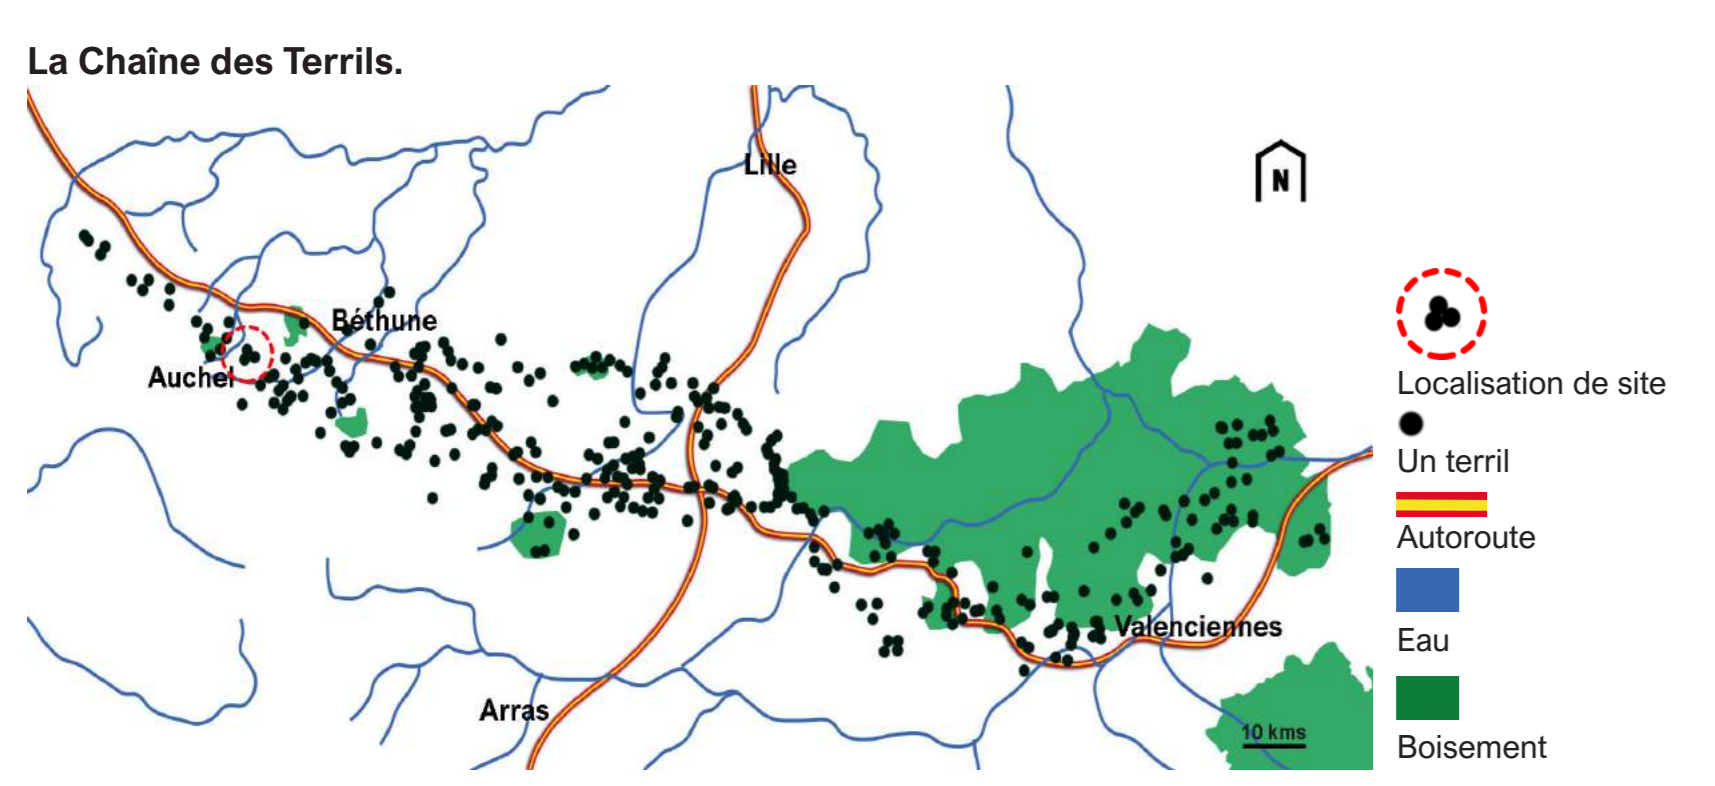 La Chaîne des Terrils.
Lille
N
Béthune
Auchel
Localisation de site
Un terril
Autoroute
Valenciennes
Eau
Arras
10 kms
Boisement